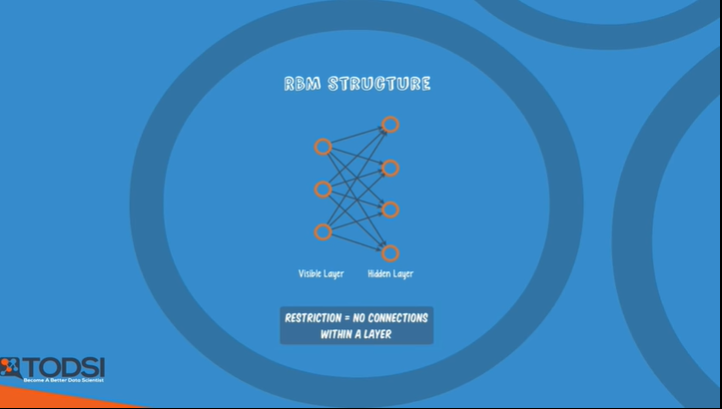 RBM STRUCTURE
Visible Layer Hidden Layer
RESTRICTION = NO CONNECTIONS
WITHIN A LAYER
TODSI
Become A Better Data Scientist